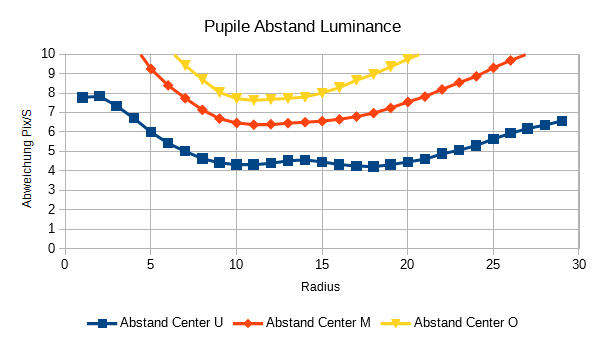 Pupile Abstand Luminance
Abweichung Pix/S
10
9
8
7
6
5
4
3
2
1
0
0 5 10 15 20 25 30
Radius
Abstand Center U Abstand Center M Abstand Center O